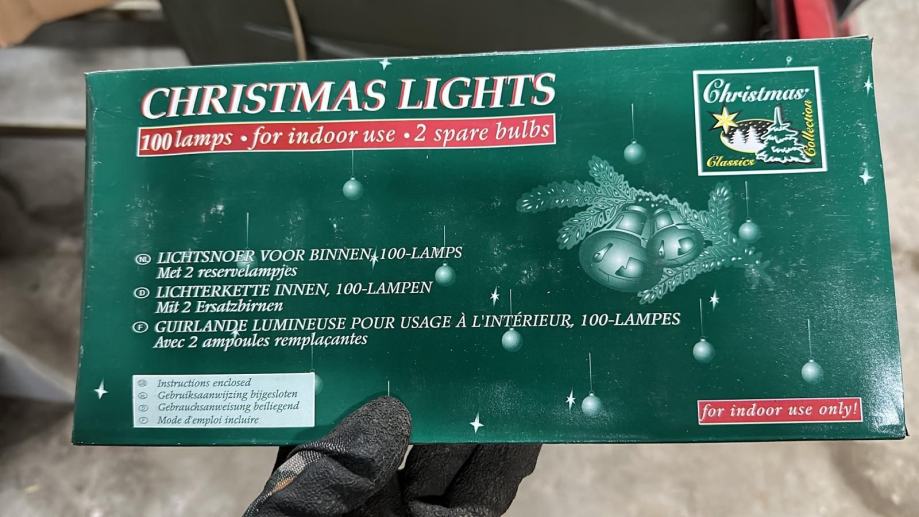 CHRISTMAS LIGHTS
100 lamps • for indoor use • 2 spare bulbs
Christmas
Classics
Collection
NL LICHTSNOER VOOR BINNEN, 100-LAMPS
Met 2 reservelampjes
D LICHTERKETTE INNEN, 100-LAMPEN
Mit 2 Ersatzbirnen
F GUIRLANDE LUMINEUSE POUR USAGE À L'INTÉRIEUR, 100-LAMPES
Avec 2 ampoules remplaçantes
Instructions enclosed
Gebruiksaanwijzing bijgesloten
Gebrauchsanweisung beiliegend
Mode d'emploi incluire
for indoor use only!